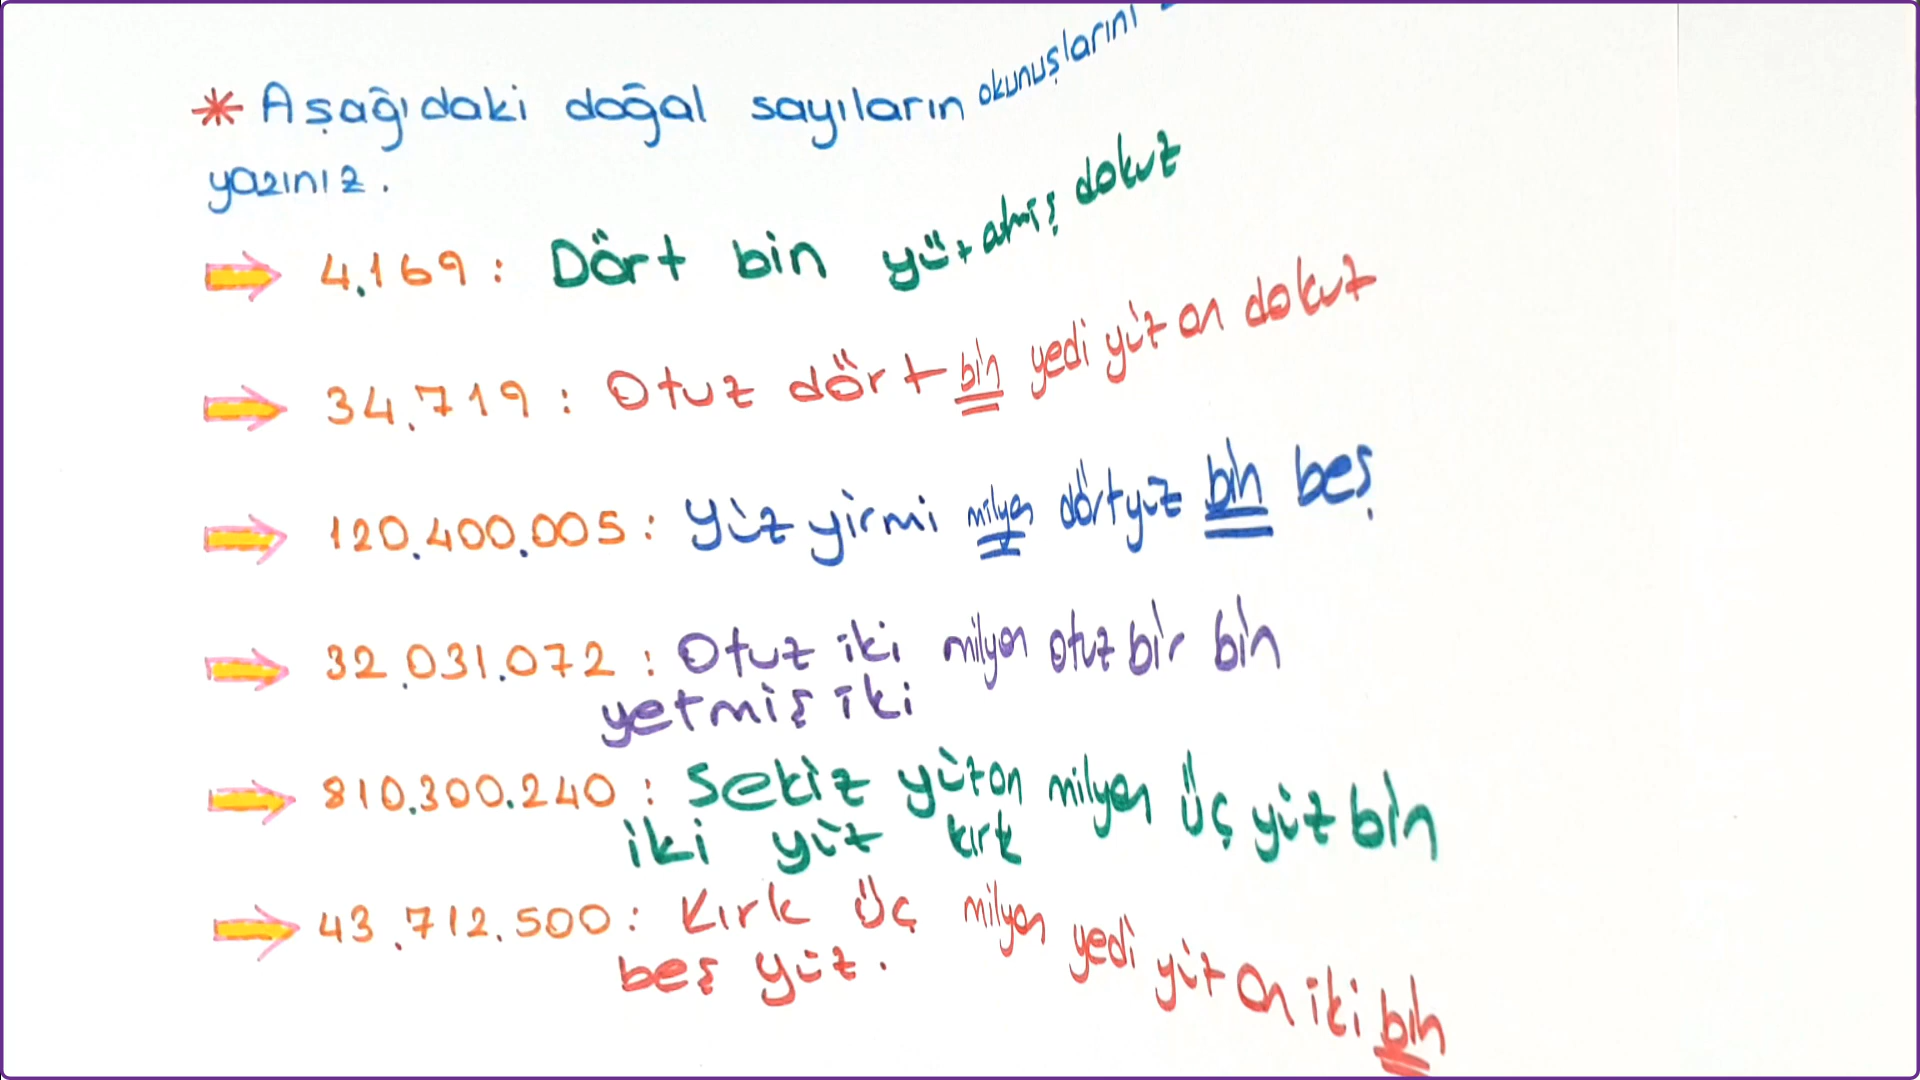 * Aşağıdaki doğal sayıların okunuşlarını
yazınız.
4.169: Dört bin yüz atmış dokuz
34.719: Otuz dört bin yedi yüz on dokuz
120.400.005: Yüz yirmi milyon dörtyüz bin beş
32.031.072: Otuz iki milyon otuz bir bin
yetmiş iki
810.300.240: Sekiz yüz on milyon üç yüz bin
iki yüz kırk
43.712.500: Kırk üç milyon yedi yüz on iki bin
beş yüz.